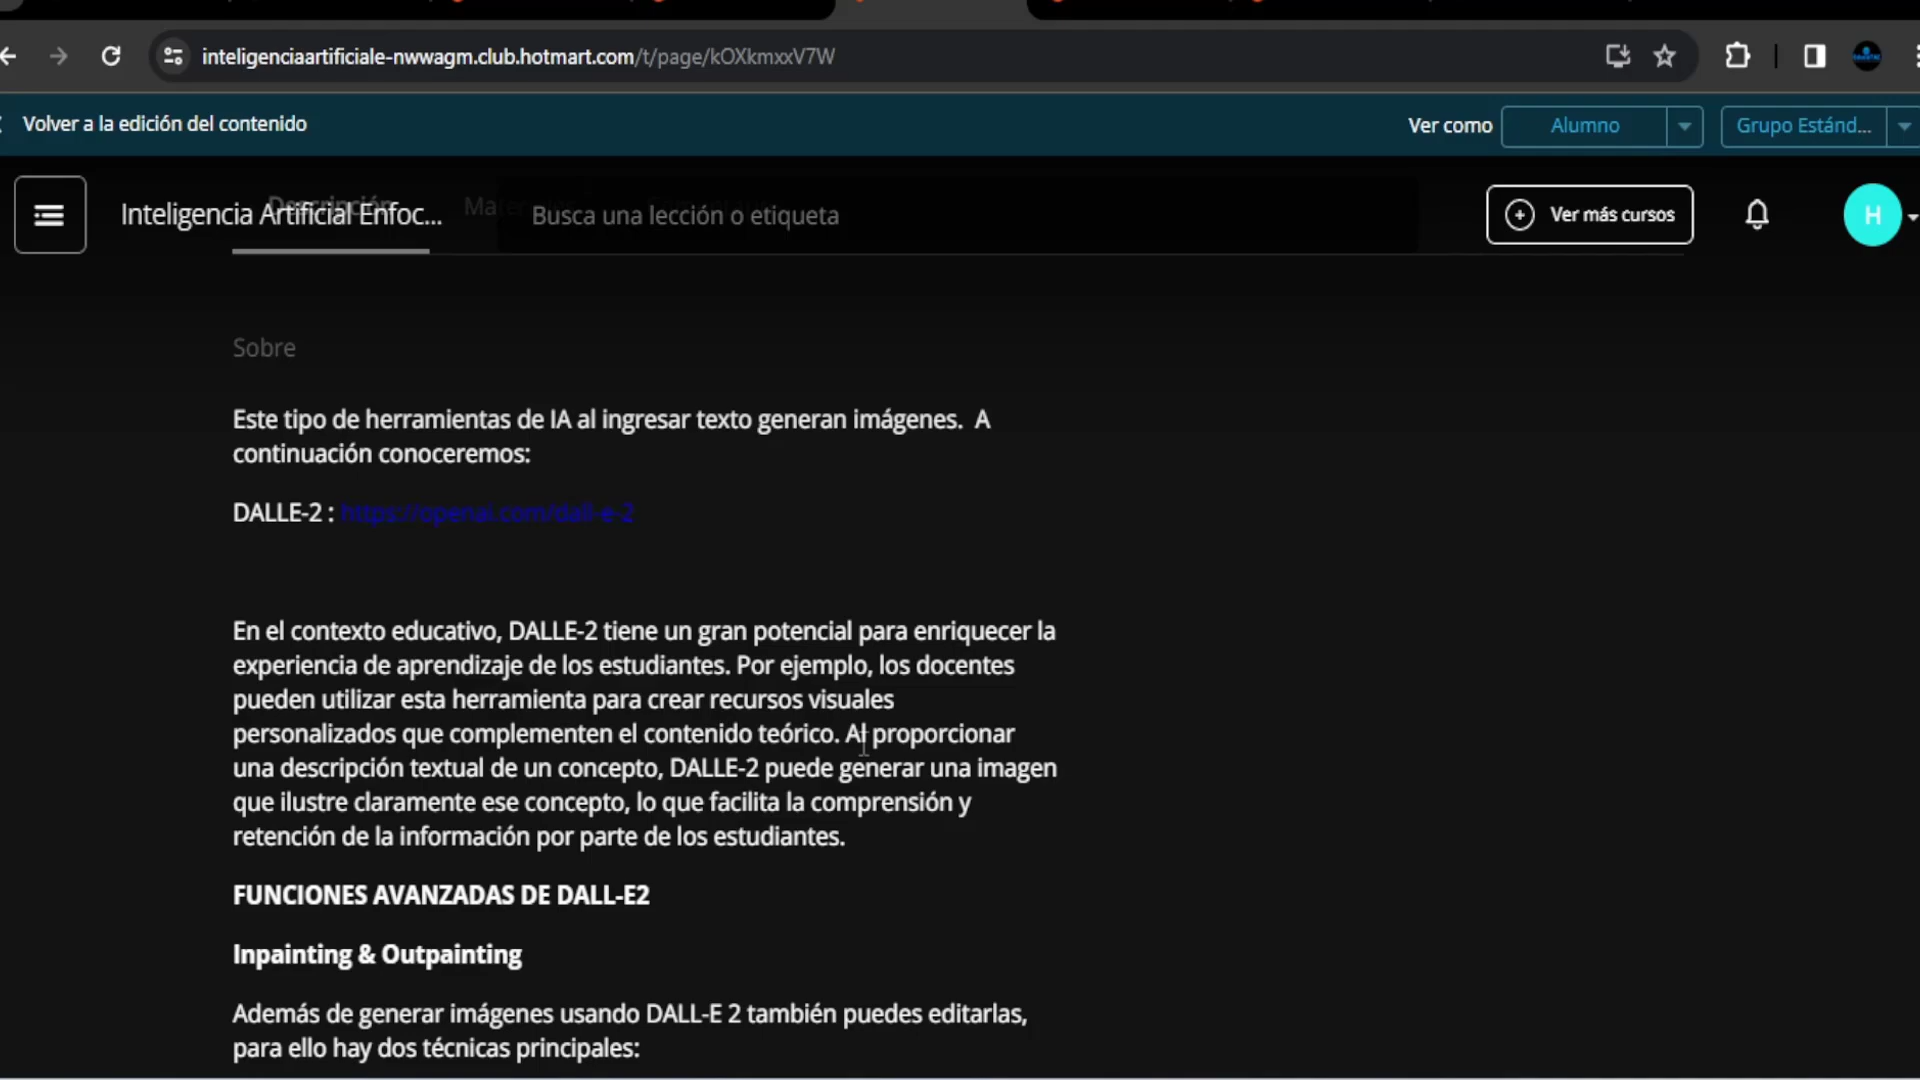 inteligenciaartificiale-nwwagm.club.hotmart.com/t/page/kOXkmxxV7W
Volver a la edición del contenido
Ver como
Alumno
Grupo Estánd...
Inteligencia Artificial Enfoc...
Descripción
Busca una lección o etiqueta
Ver más cursos
H
Sobre
Este tipo de herramientas de IA al ingresar texto generan imágenes. A
continuación conoceremos:
DALLE-2 : https://openai.com/dall-e-2
En el contexto educativo, DALLE-2 tiene un gran potencial para enriquecer la
experiencia de aprendizaje de los estudiantes. Por ejemplo, los docentes
pueden utilizar esta herramienta para crear recursos visuales
personalizados que complementen el contenido teórico. Al proporcionar
una descripción textual de un concepto, DALLE-2 puede generar una imagen
que ilustre claramente ese concepto, lo que facilita la comprensión y
retención de la información por parte de los estudiantes.
FUNCIONES AVANZADAS DE DALL-E2
Inpainting & Outpainting
Además de generar imágenes usando DALL-E 2 también puedes editarlas,
para ello hay dos técnicas principales: